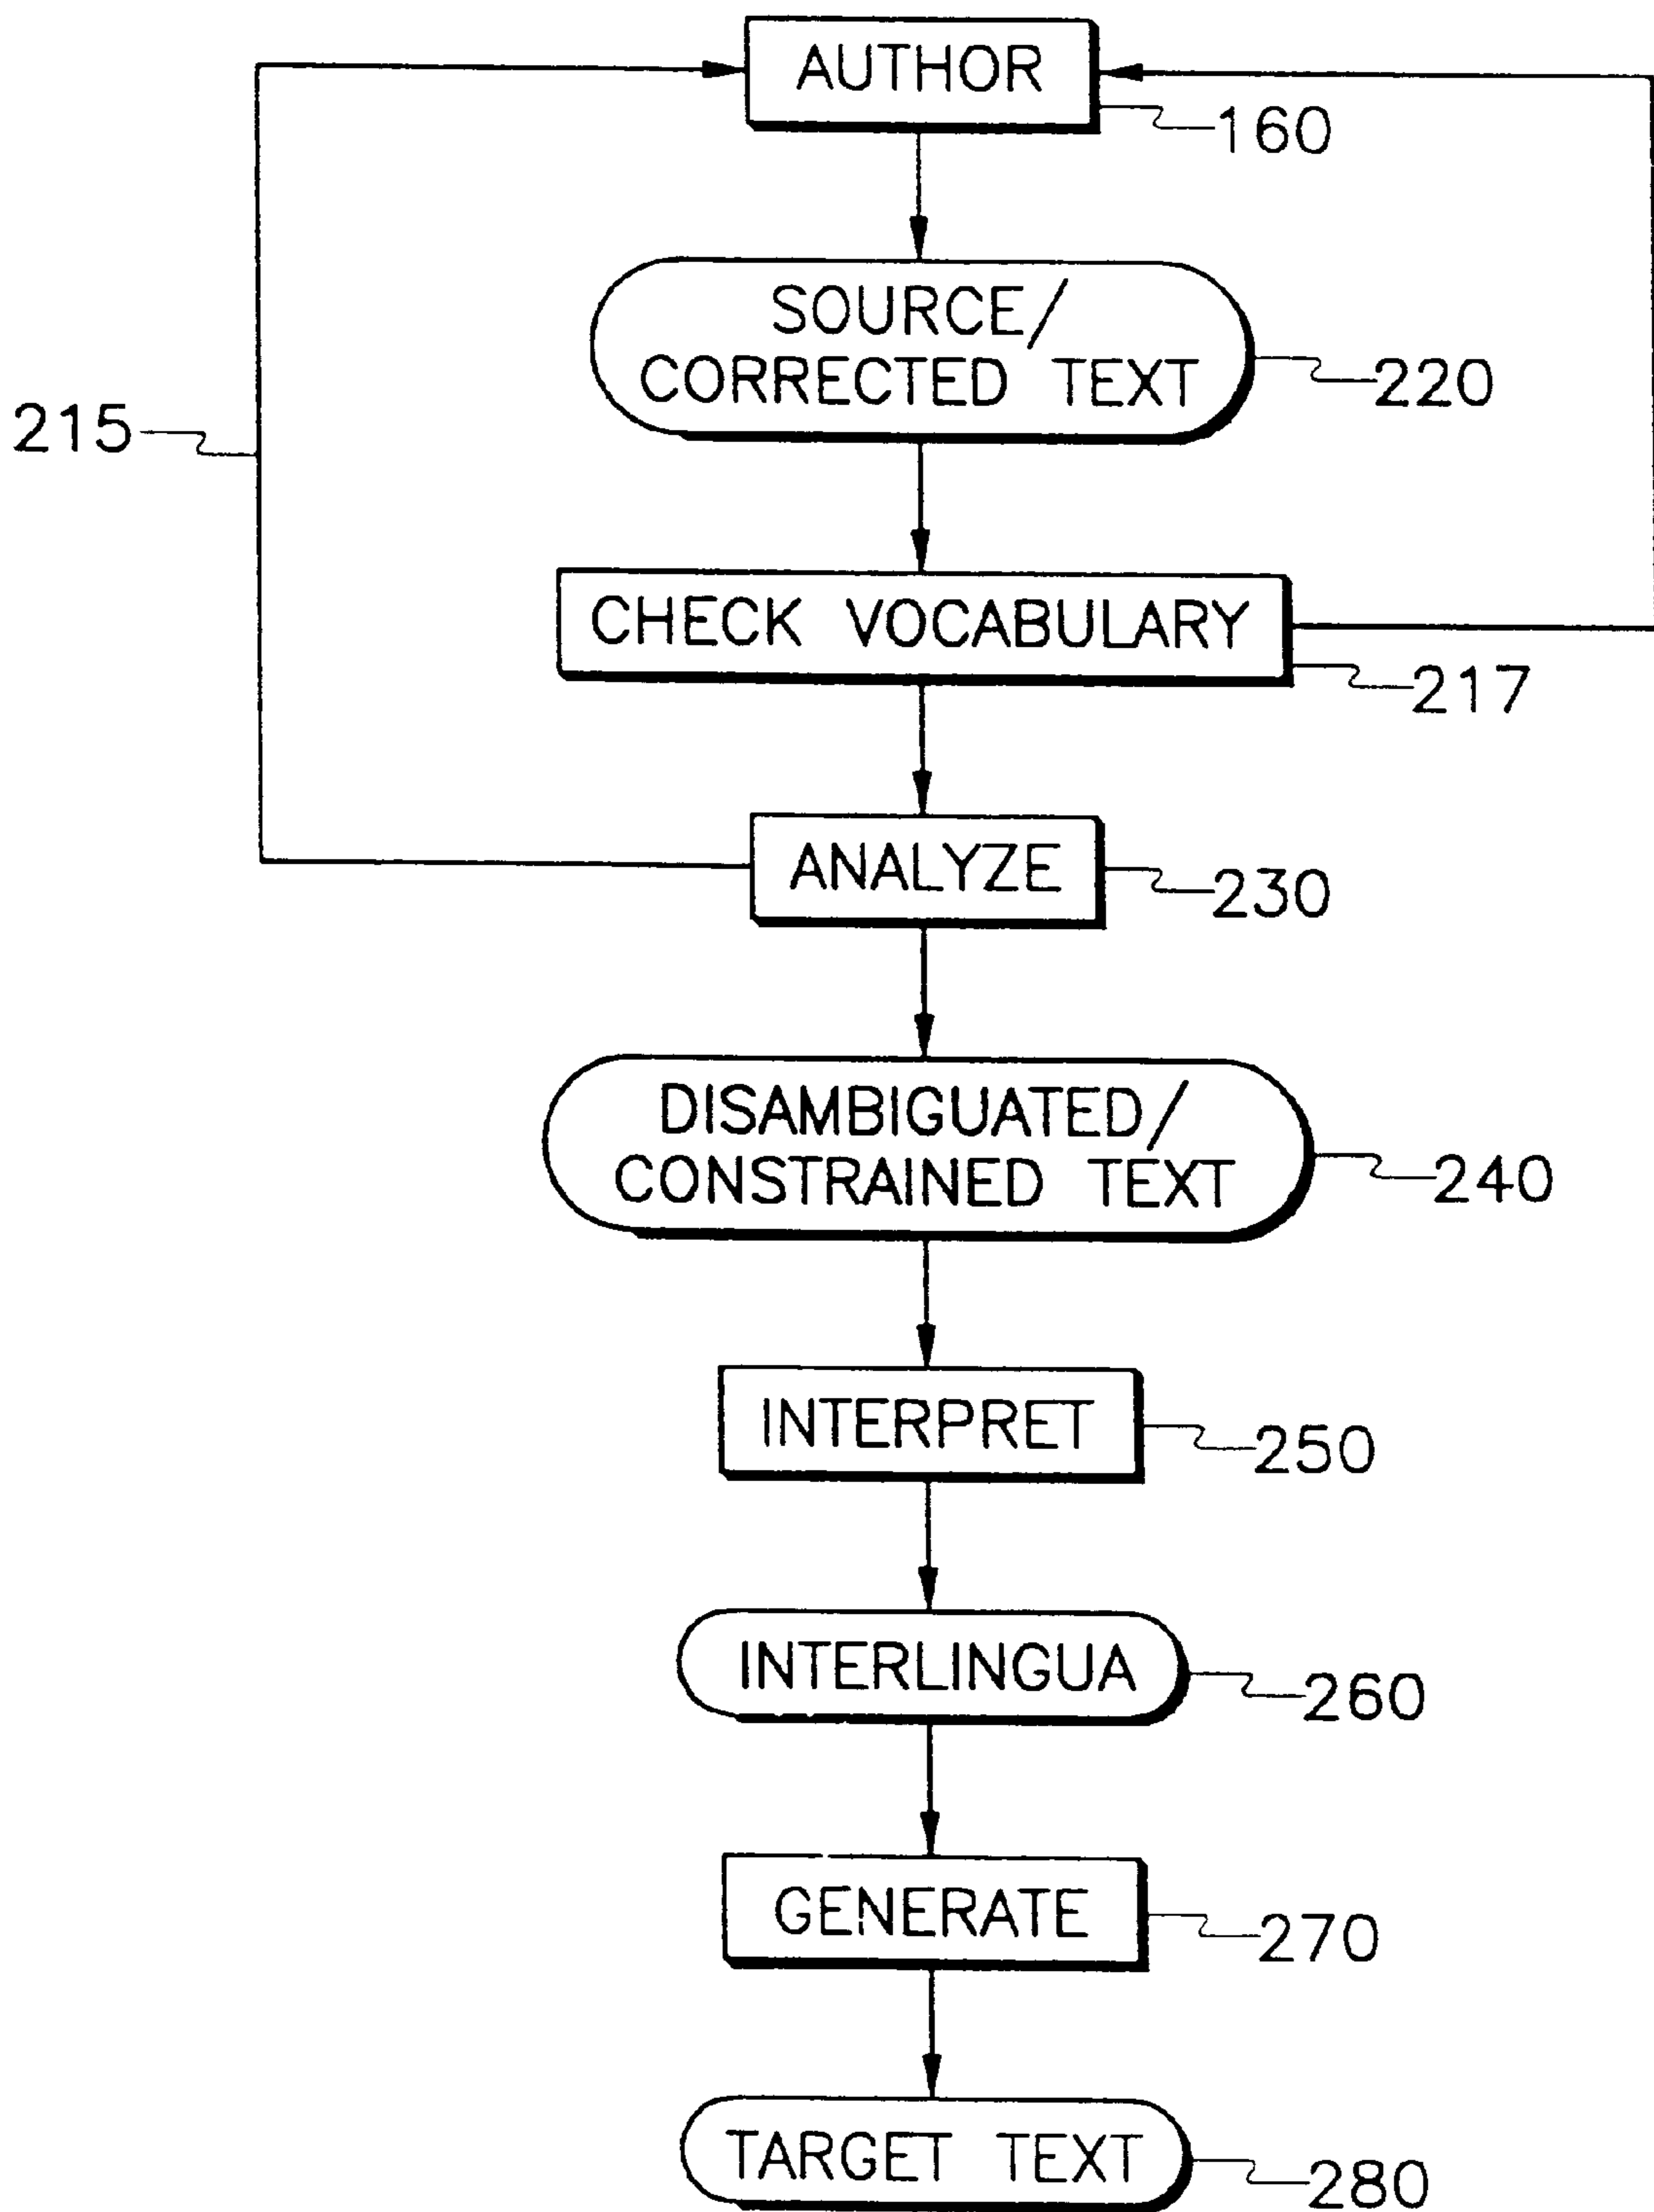 AUTHOR
160
SOURCE/
CORRECTED TEXT
220
215
CHECK VOCABULARY
217
ANALYZE
230
DISAMBIGUATED/
CONSTRAINED TEXT
240
INTERPRET
250
INTERLINGUA
260
GENERATE
270
TARGET TEXT
280